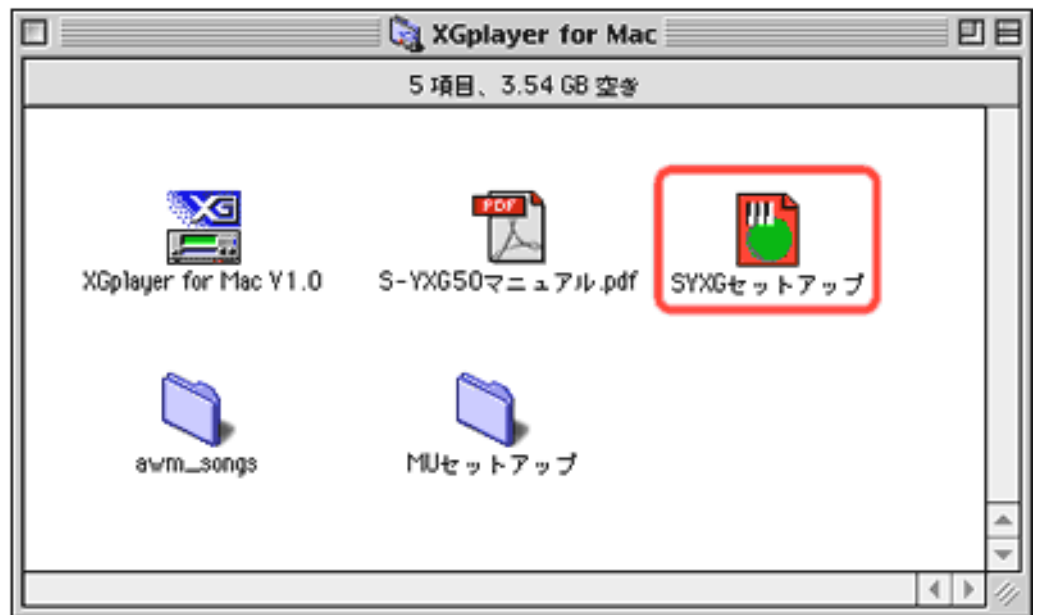 XGplayer for Mac
5 項目、3.54 GB 空き
XG
PDF
XGplayer for Mac V1.0
S-YXG50マニュアル.pdf
SYXGセットアップ
awm_songs
MUセットアップ